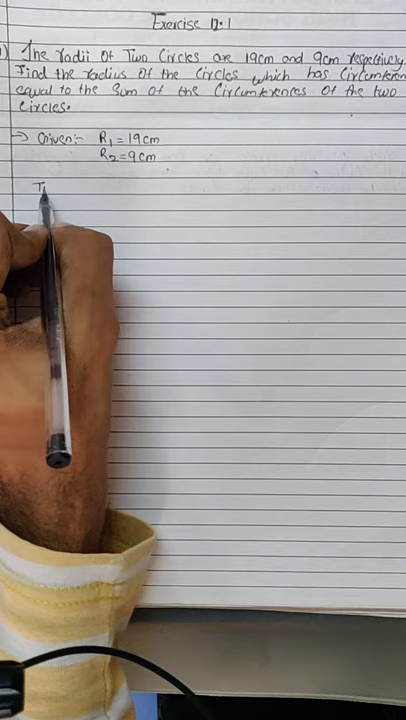 Exercise 12.1
1) The radii of Two Circles are 19cm and 9cm respectively
Find the radius of the Circles which has Circumferen
equal to the Sum of the Circumferences of the two
Circles.
⇒ Given:- R₁ = 19cm
R₂ = 9cm
T